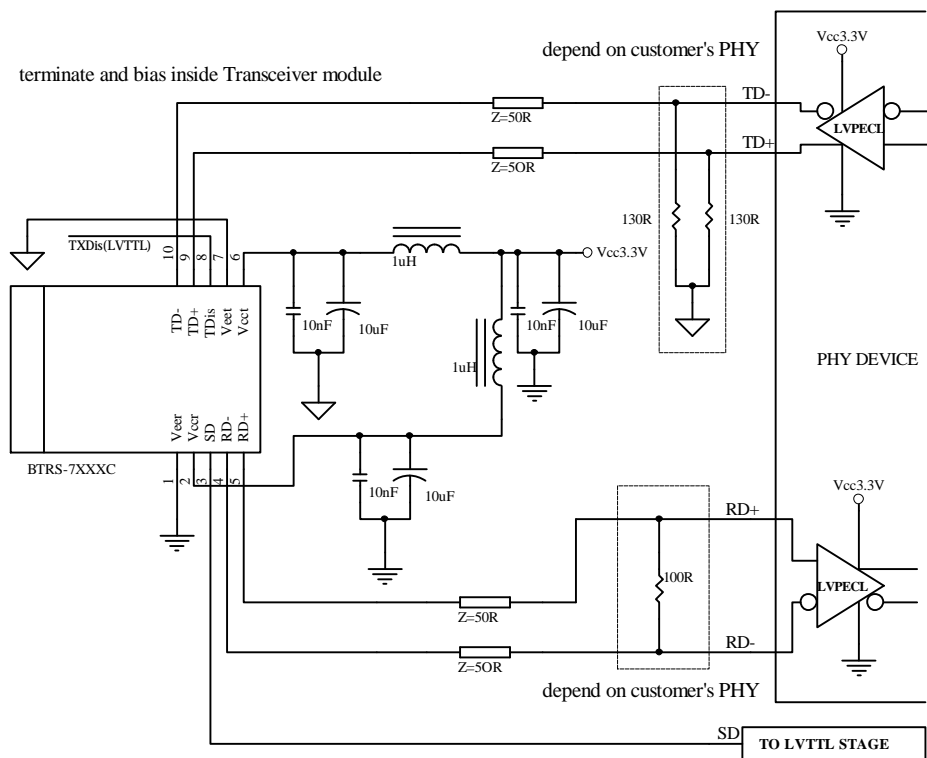 depend on customer's PHY
Vcc3.3V
terminate and bias inside Transceiver module
TD-
Z=50R
LVPECL
TD+
Z=5OR
130R 130R
TXDis(LVTTL)
10 9 8 7 6
1uH
Vcc3.3V
10nF
10uF
10nF
10uF
TD- TD+ TDis Veet Vcct
1uH
PHY DEVICE
Veer Vccr SD RD- RD+
BTRS-7XXXC
1 2 3 4 5
10nF
10uF
Vcc3.3V
RD+
100R
LVPECL
Z=50R
RD-
Z=5OR
depend on customer's PHY
SD
TO LVTTL STAGE